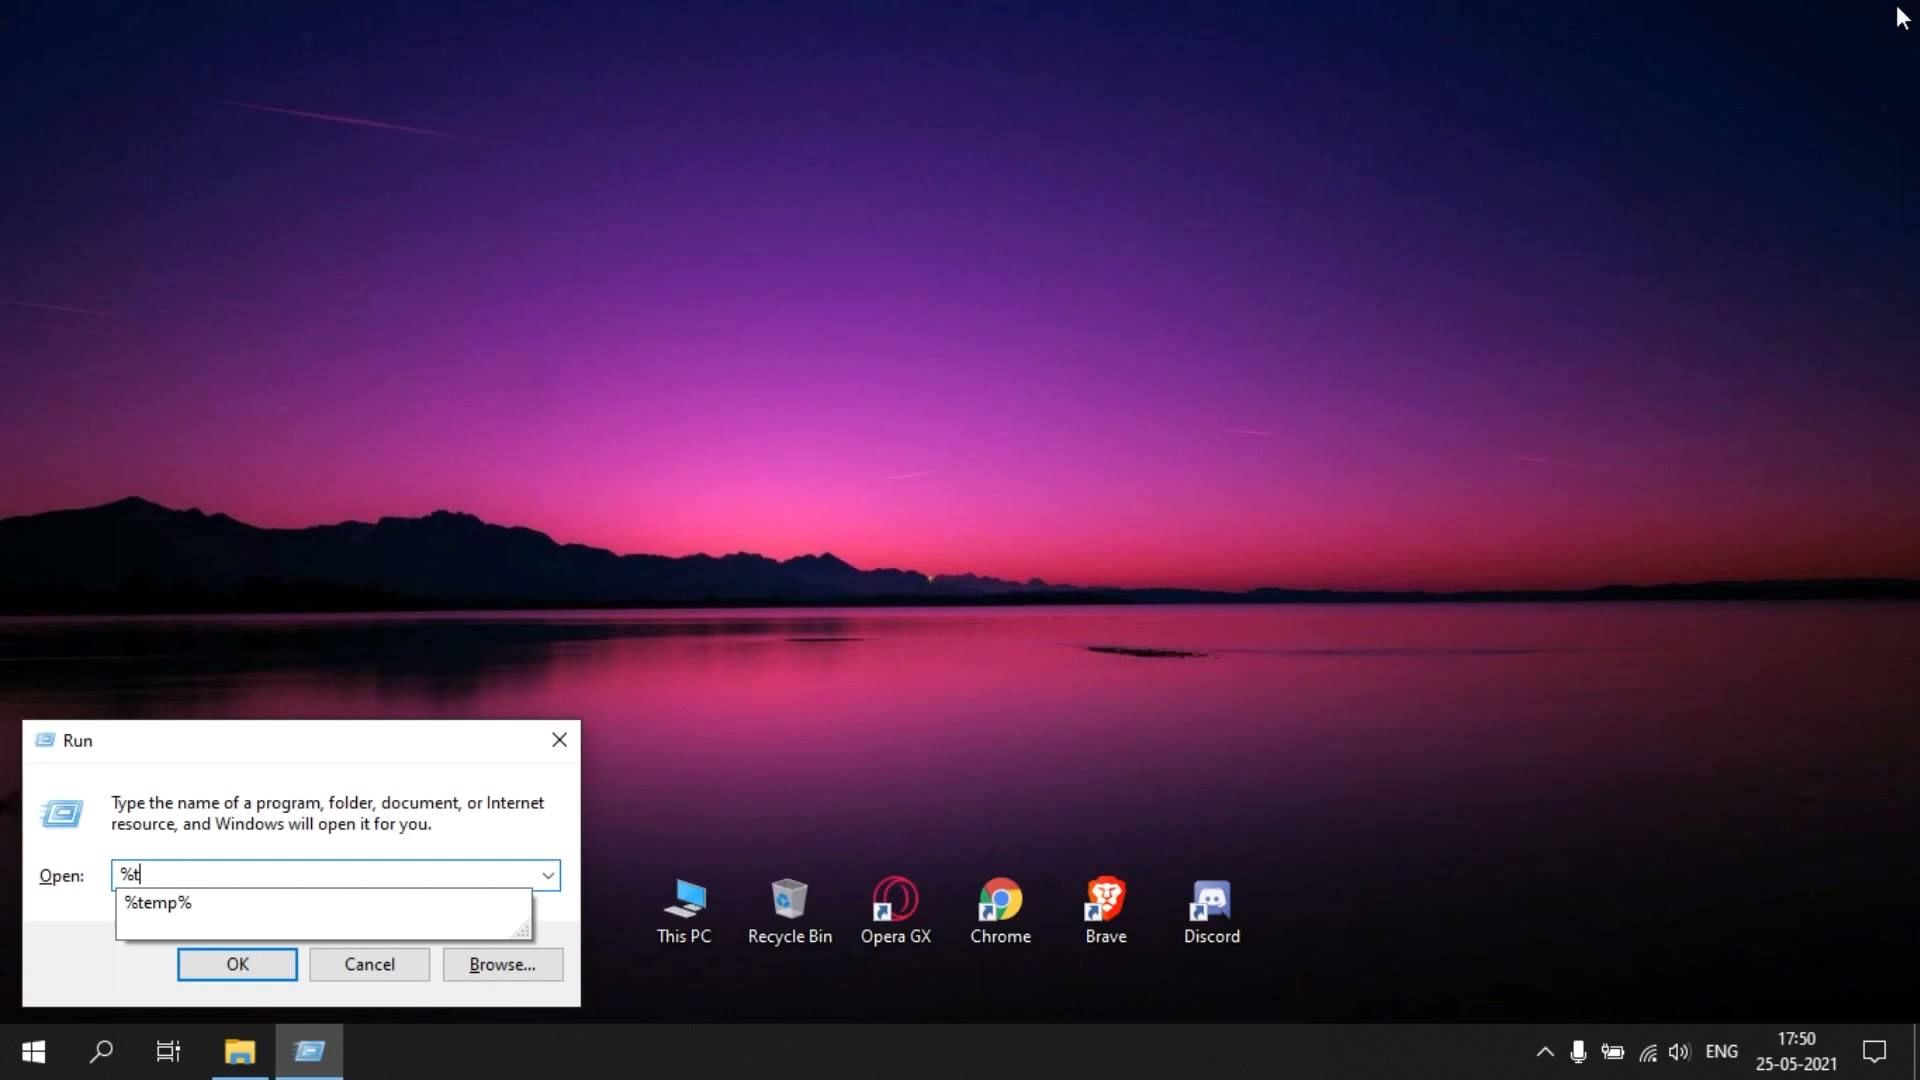 Run
Type the name of a program, folder, document, or Internet
resource, and Windows will open it for you.
Open:
%t
%temp%
OK
Cancel
Browse...
This PC
Recycle Bin
Opera GX
Chrome
Brave
Discord
ENG
17:50
25-05-2021